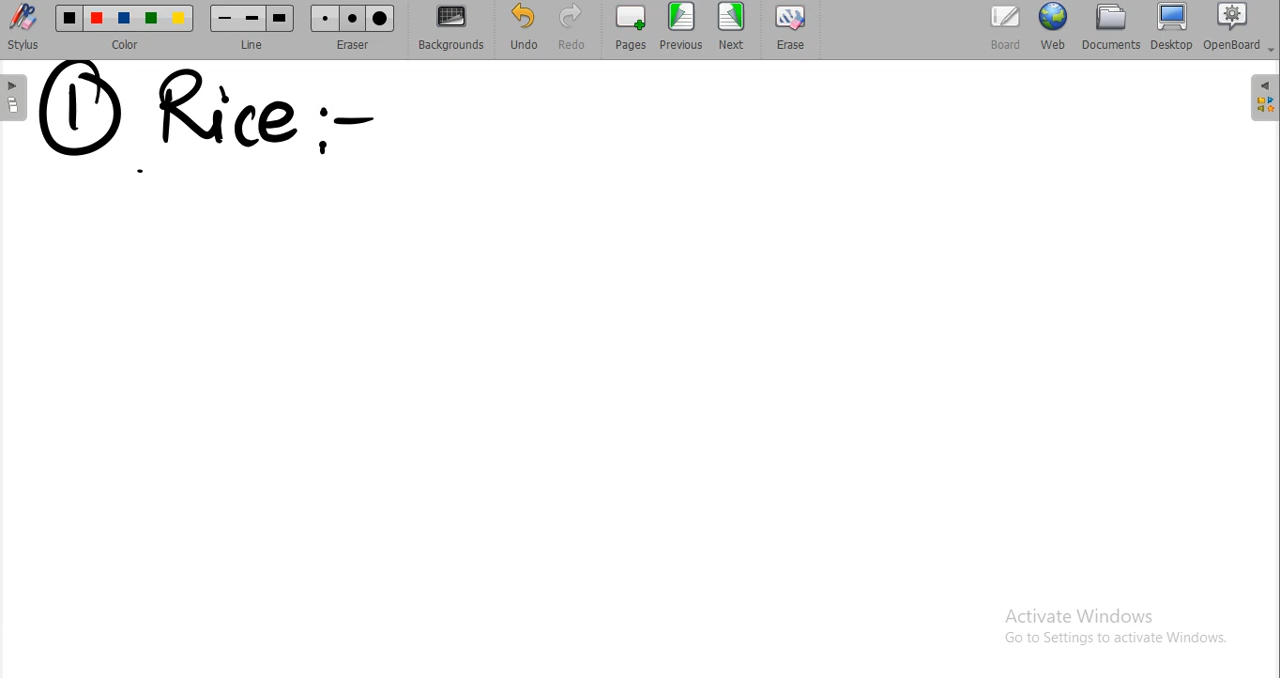 Stylus Color Line Eraser Backgrounds Undo Redo Pages Previous Next Erase Board Web Documents Desktop OpenBoard
① Rice :-
Activate Windows
Go to Settings to activate Windows.